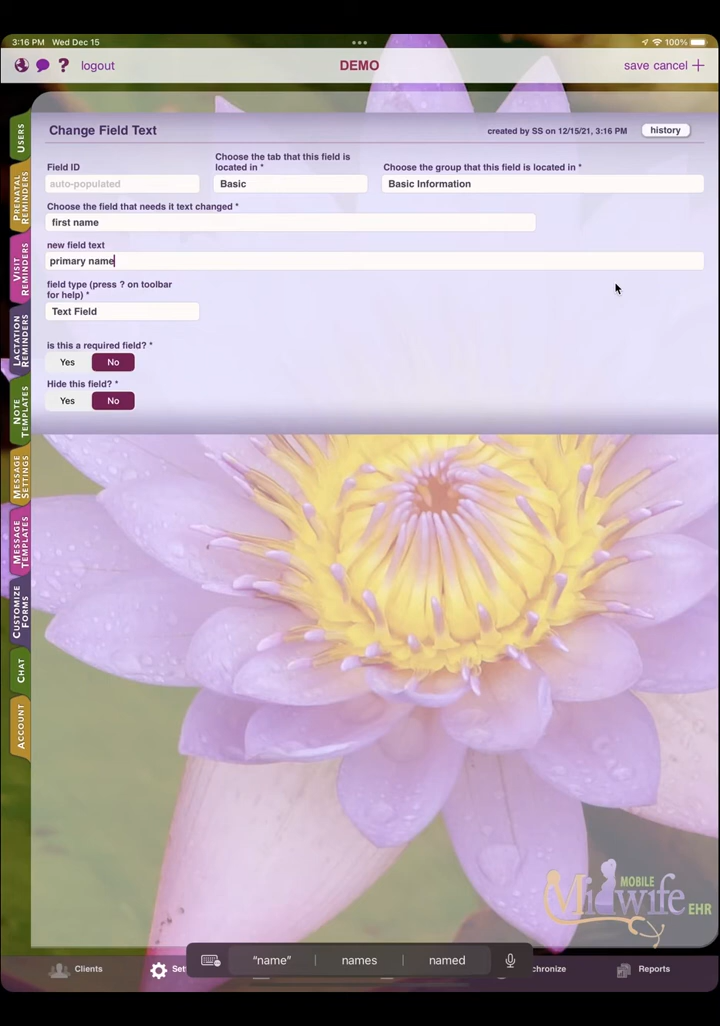 3:16 PM Wed Dec 15
100%
? logout
DEMO
save cancel +
Change Field Text
created by SS on 12/15/21, 3:16 PM
history
Field ID
auto-populated
Choose the tab that this field is
located in *
Basic
Choose the group that this field is located in *
Basic Information
Choose the field that needs it text changed *
first name
new field text
primary name
field type (press ? on toolbar
for help) *
Text Field
is this a required field? *
Yes
No
Hide this field? *
Yes
No
USERS
PRENATAL
REMINDERS
VISIT
REMINDERS
LACTATION
REMINDERS
NOTE
TEMPLATES
MESSAGE
SETTINGS
MESSAGE
TEMPLATES
CUSTOMIZE
FORMS
CHAT
ACCOUNT
MOBILE
Midwife
EHR
"name"
names
named
Clients
Set
chronize
Reports